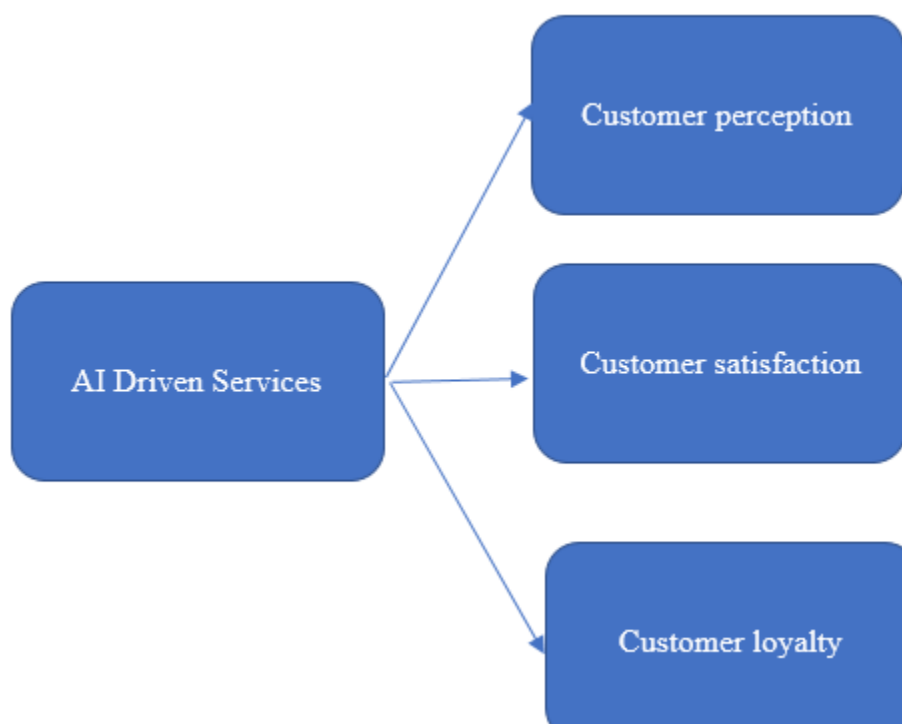 Customer perception
AI Driven Services
Customer satisfaction
Customer loyalty